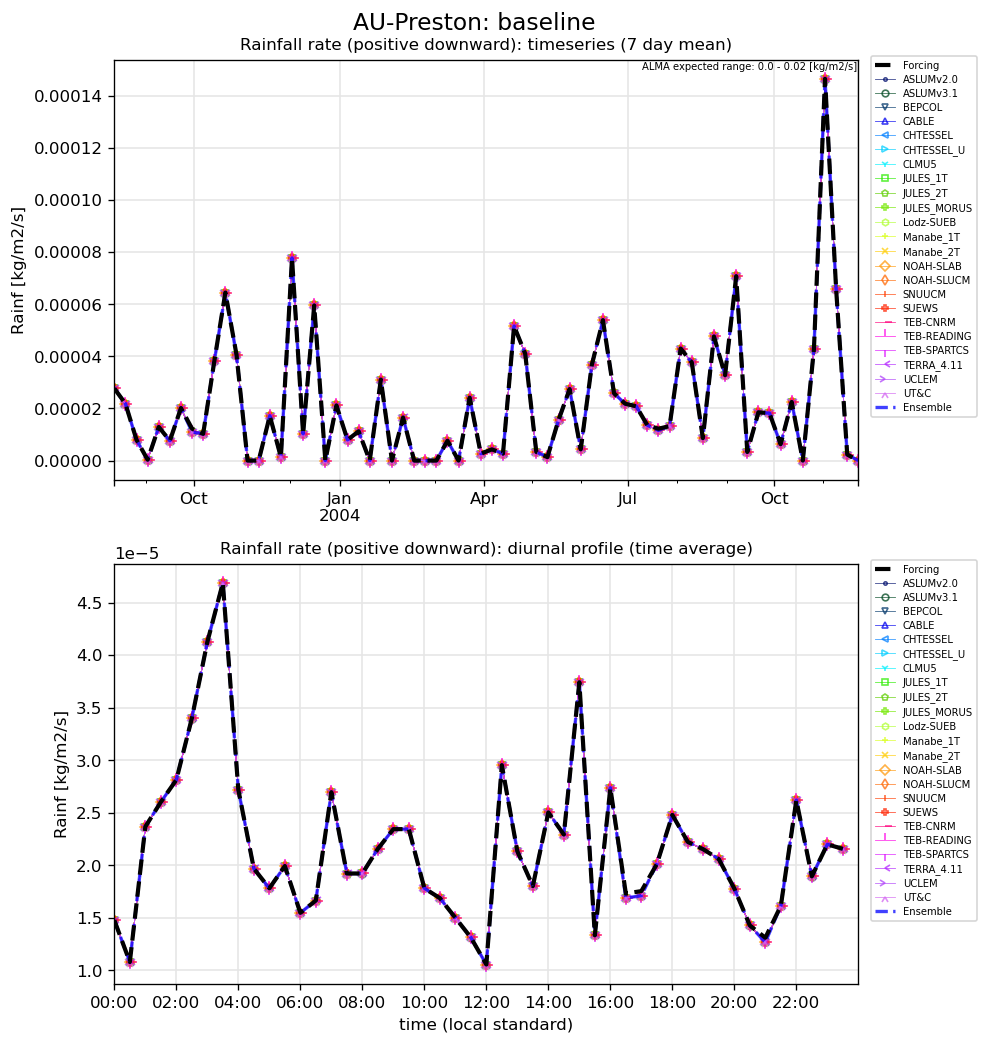 AU-Preston: baseline
Rainfall rate (positive downward): timeseries (7 day mean)
ALMA expected range: 0.0 - 0.02 [kg/m2/s]
Rainf [kg/m2/s]
0.00014
0.00012
0.00010
0.00008
0.00006
0.00004
0.00002
0.00000
Oct
Jan
2004
Apr
Jul
Oct
Forcing
ASLUMv2.0
ASLUMv3.1
BEPCOL
CABLE
CHTESSEL
CHTESSEL_U
CLMU5
JULES_1T
JULES_2T
JULES_MORUS
Lodz-SUEB
Manabe_1T
Manabe_2T
NOAH-SLAB
NOAH-SLUCM
SNUUCM
SUEWS
TEB-CNRM
TEB-READING
TEB-SPARTCS
TERRA_4.11
UCLEM
UT&C
Ensemble
Rainfall rate (positive downward): diurnal profile (time average)
1e−5
Rainf [kg/m2/s]
4.5
4.0
3.5
3.0
2.5
2.0
1.5
1.0
00:00
02:00
04:00
06:00
08:00
10:00
12:00
14:00
16:00
18:00
20:00
22:00
time (local standard)
Forcing
ASLUMv2.0
ASLUMv3.1
BEPCOL
CABLE
CHTESSEL
CHTESSEL_U
CLMU5
JULES_1T
JULES_2T
JULES_MORUS
Lodz-SUEB
Manabe_1T
Manabe_2T
NOAH-SLAB
NOAH-SLUCM
SNUUCM
SUEWS
TEB-CNRM
TEB-READING
TEB-SPARTCS
TERRA_4.11
UCLEM
UT&C
Ensemble